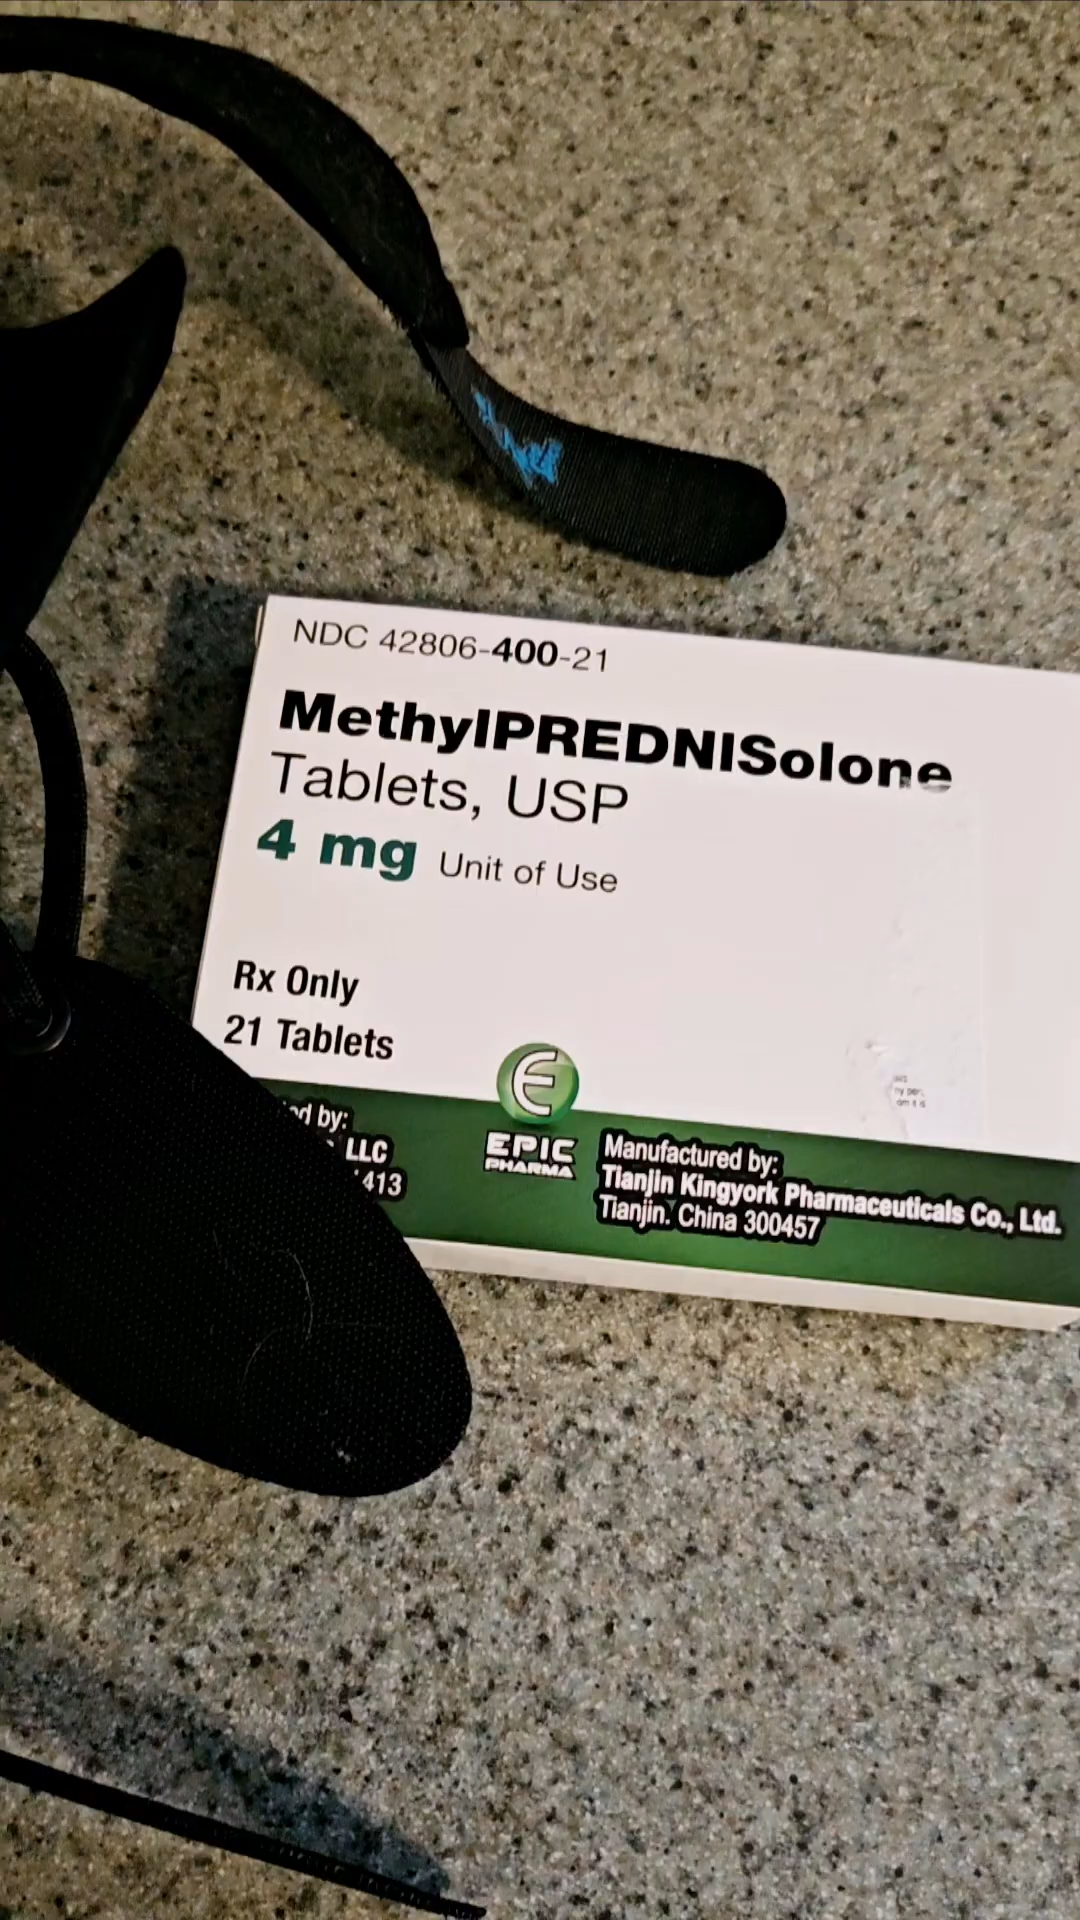 NDC 42806-400-21
MethylPREDNISolone
Tablets, USP
4 mg Unit of Use
Rx Only
21 Tablets
by:
LLC
413
E
EPIC
PHARMA
Manufactured by:
Tianjin Kingyork Pharmaceuticals Co., Ltd.
Tianjin. China 300457